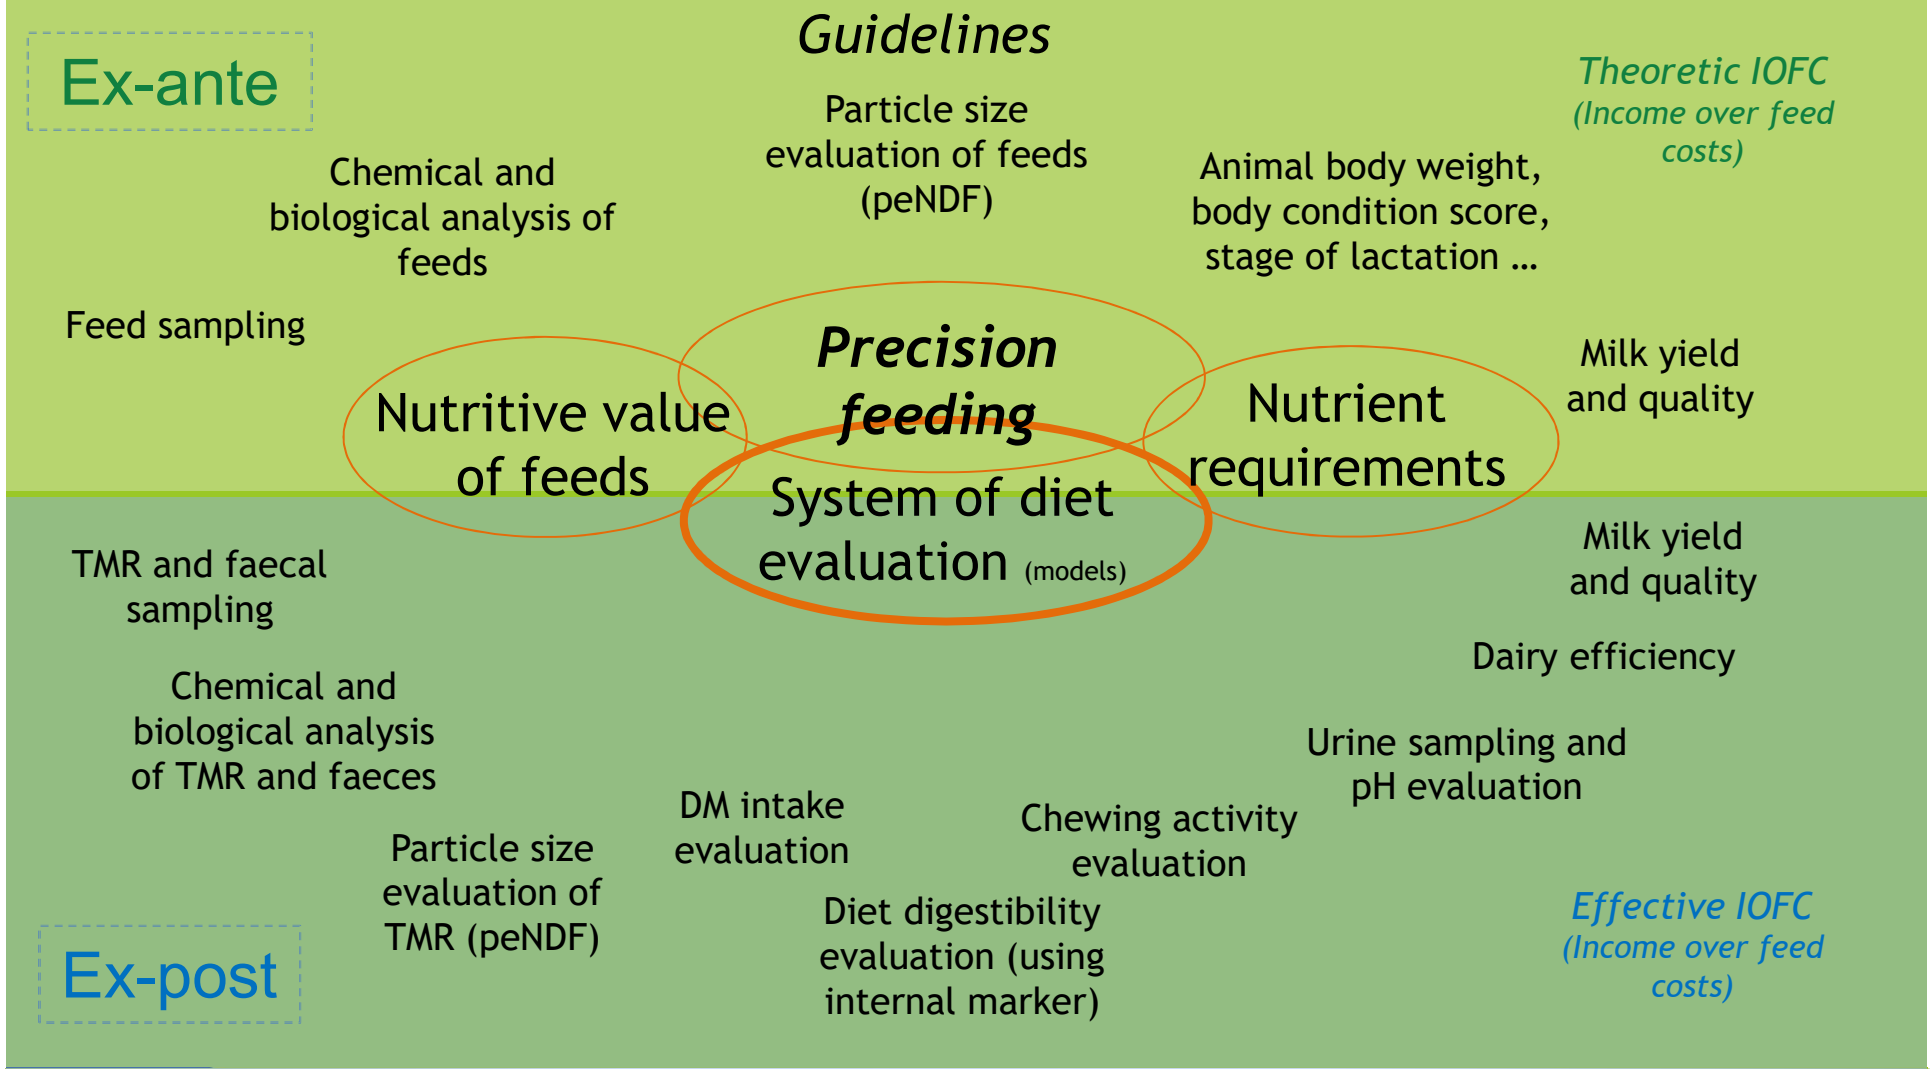 Guidelines
Ex-ante
Theoretic IOFC
(Income over feed
costs)
Particle size
evaluation of feeds
(peNDF)
Chemical and
biological analysis of
feeds
Animal body weight,
body condition score,
stage of lactation ...
Feed sampling
Precision
feeding
Milk yield
and quality
Nutritive value
of feeds
Nutrient
requirements
System of diet
evaluation (models)
Milk yield
and quality
TMR and faecal
sampling
Dairy efficiency
Chemical and
biological analysis
of TMR and faeces
Urine sampling and
pH evaluation
DM intake
evaluation
Chewing activity
evaluation
Particle size
evaluation of
TMR (peNDF)
Diet digestibility
evaluation (using
internal marker)
Effective IOFC
(Income over feed
costs)
Ex-post